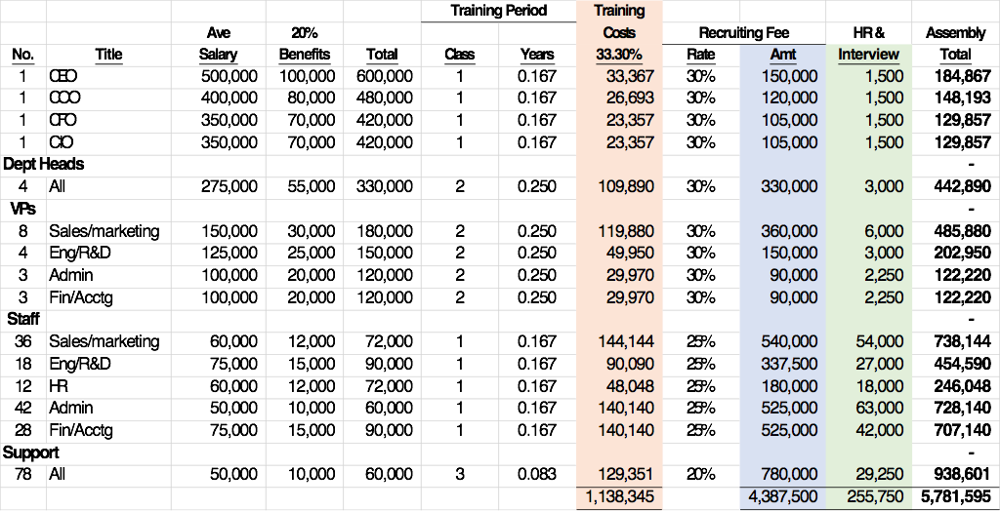 Training Period Training
Ave 20% Costs Recruiting Fee HR & Assembly
No. Title Salary Benefits Total Class Years 33.30% Rate Amt Interview Total
1 CEO 500,000 100,000 600,000 1 0.167 33,367 30% 150,000 1,500 184,867
1 COO 400,000 80,000 480,000 1 0.167 26,693 30% 120,000 1,500 148,193
1 CFO 350,000 70,000 420,000 1 0.167 23,357 30% 105,000 1,500 129,857
1 CIO 350,000 70,000 420,000 1 0.167 23,357 30% 105,000 1,500 129,857
Dept Heads -
4 All 275,000 55,000 330,000 2 0.250 109,890 30% 330,000 3,000 442,890
VPs -
8 Sales/marketing 150,000 30,000 180,000 2 0.250 119,880 30% 360,000 6,000 485,880
4 Eng/R&D 125,000 25,000 150,000 2 0.250 49,950 30% 150,000 3,000 202,950
3 Admin 100,000 20,000 120,000 2 0.250 29,970 30% 90,000 2,250 122,220
3 Fin/Acctg 100,000 20,000 120,000 2 0.250 29,970 30% 90,000 2,250 122,220
Staff -
36 Sales/marketing 60,000 12,000 72,000 1 0.167 144,144 25% 540,000 54,000 738,144
18 Eng/R&D 75,000 15,000 90,000 1 0.167 90,090 25% 337,500 27,000 454,590
12 HR 60,000 12,000 72,000 1 0.167 48,048 25% 180,000 18,000 246,048
42 Admin 50,000 10,000 60,000 1 0.167 140,140 25% 525,000 63,000 728,140
28 Fin/Acctg 75,000 15,000 90,000 1 0.167 140,140 25% 525,000 42,000 707,140
Support -
78 All 50,000 10,000 60,000 3 0.083 129,351 20% 780,000 29,250 938,601
1,138,345 4,387,500 255,750 5,781,595